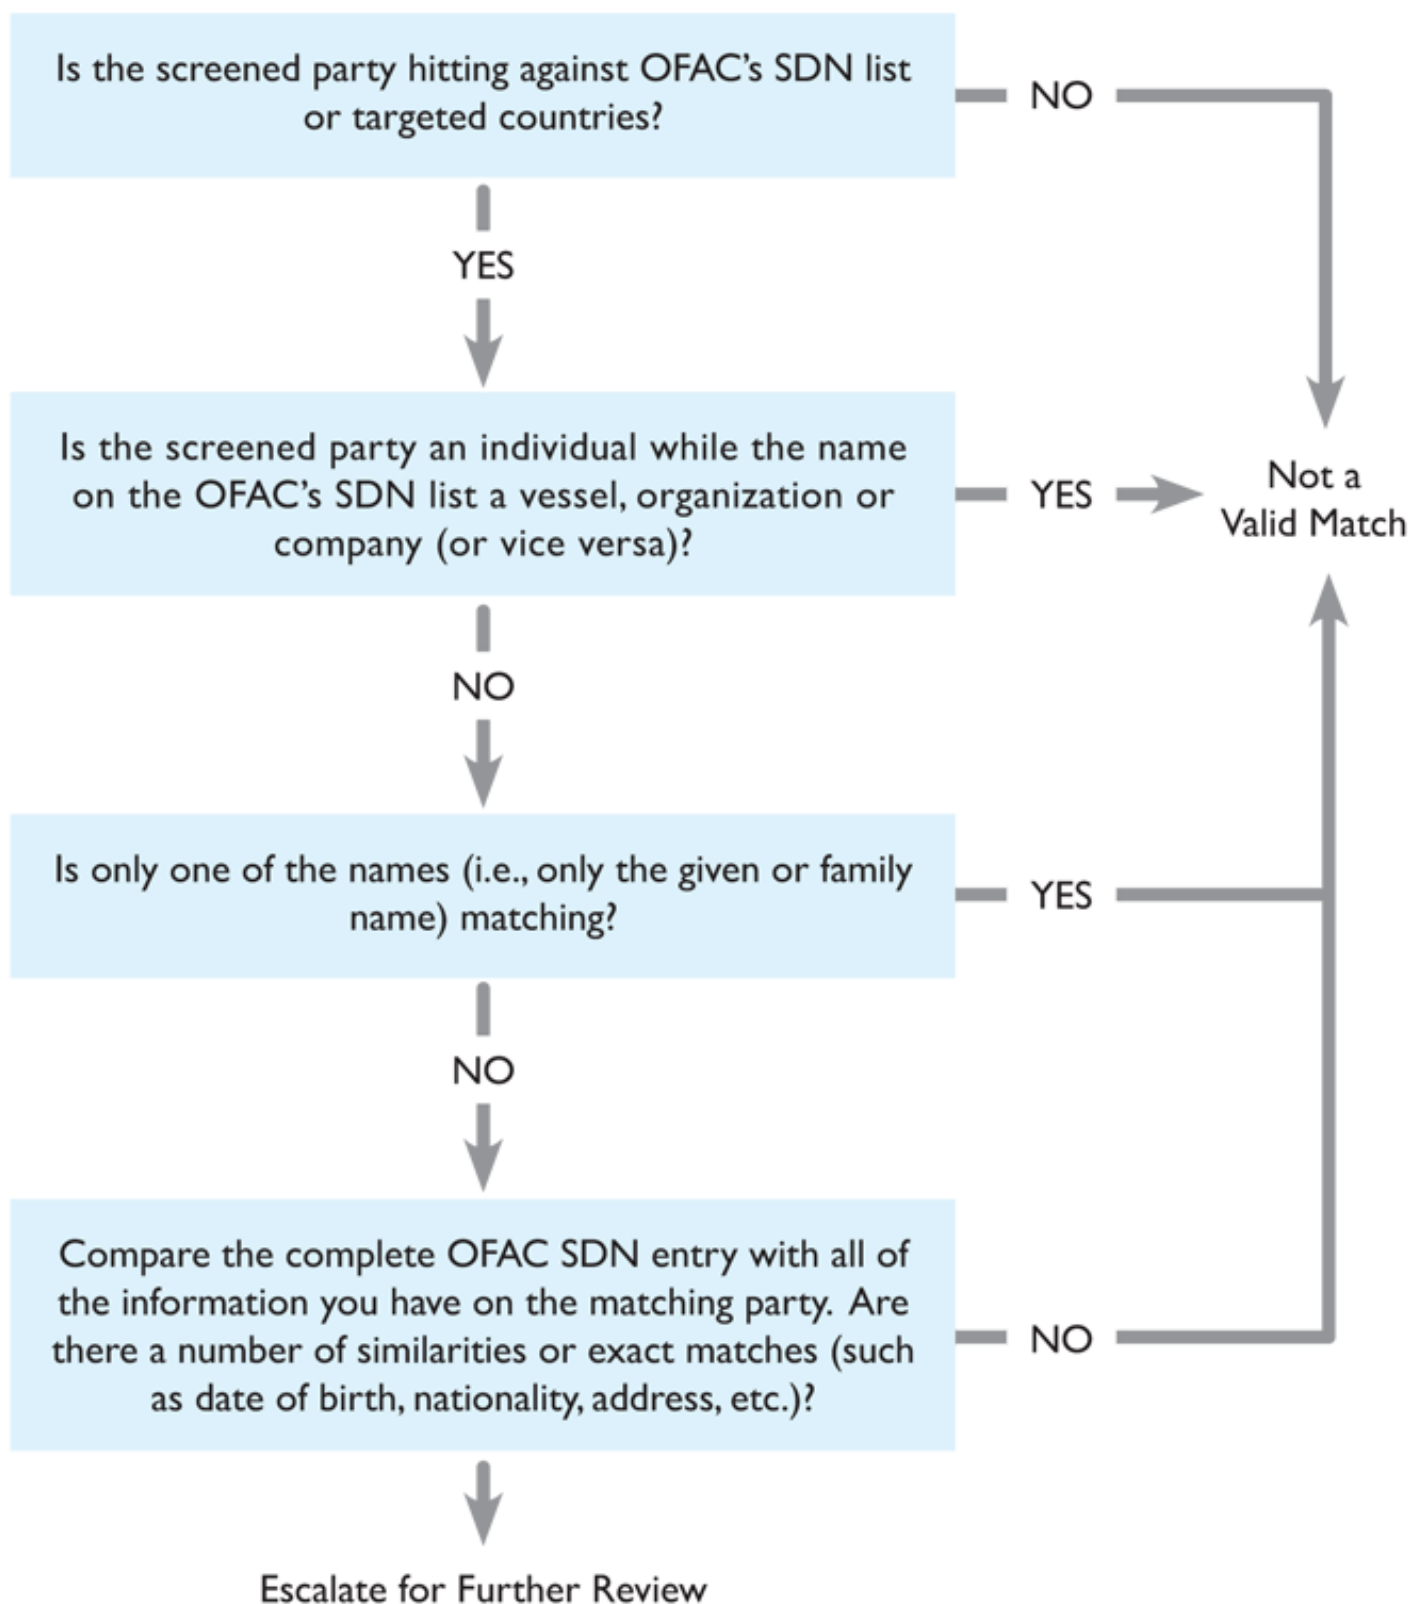 Is the screened party hitting against OFAC's SDN list
or targeted countries?
NO
YES
Is the screened party an individual while the name
on the OFAC's SDN list a vessel, organization or
company (or vice versa)?
YES
Not a
Valid Match
NO
Is only one of the names (i.e., only the given or family
name) matching?
YES
NO
Compare the complete OFAC SDN entry with all of
the information you have on the matching party. Are
there a number of similarities or exact matches (such
as date of birth, nationality, address, etc.)?
NO
Escalate for Further Review